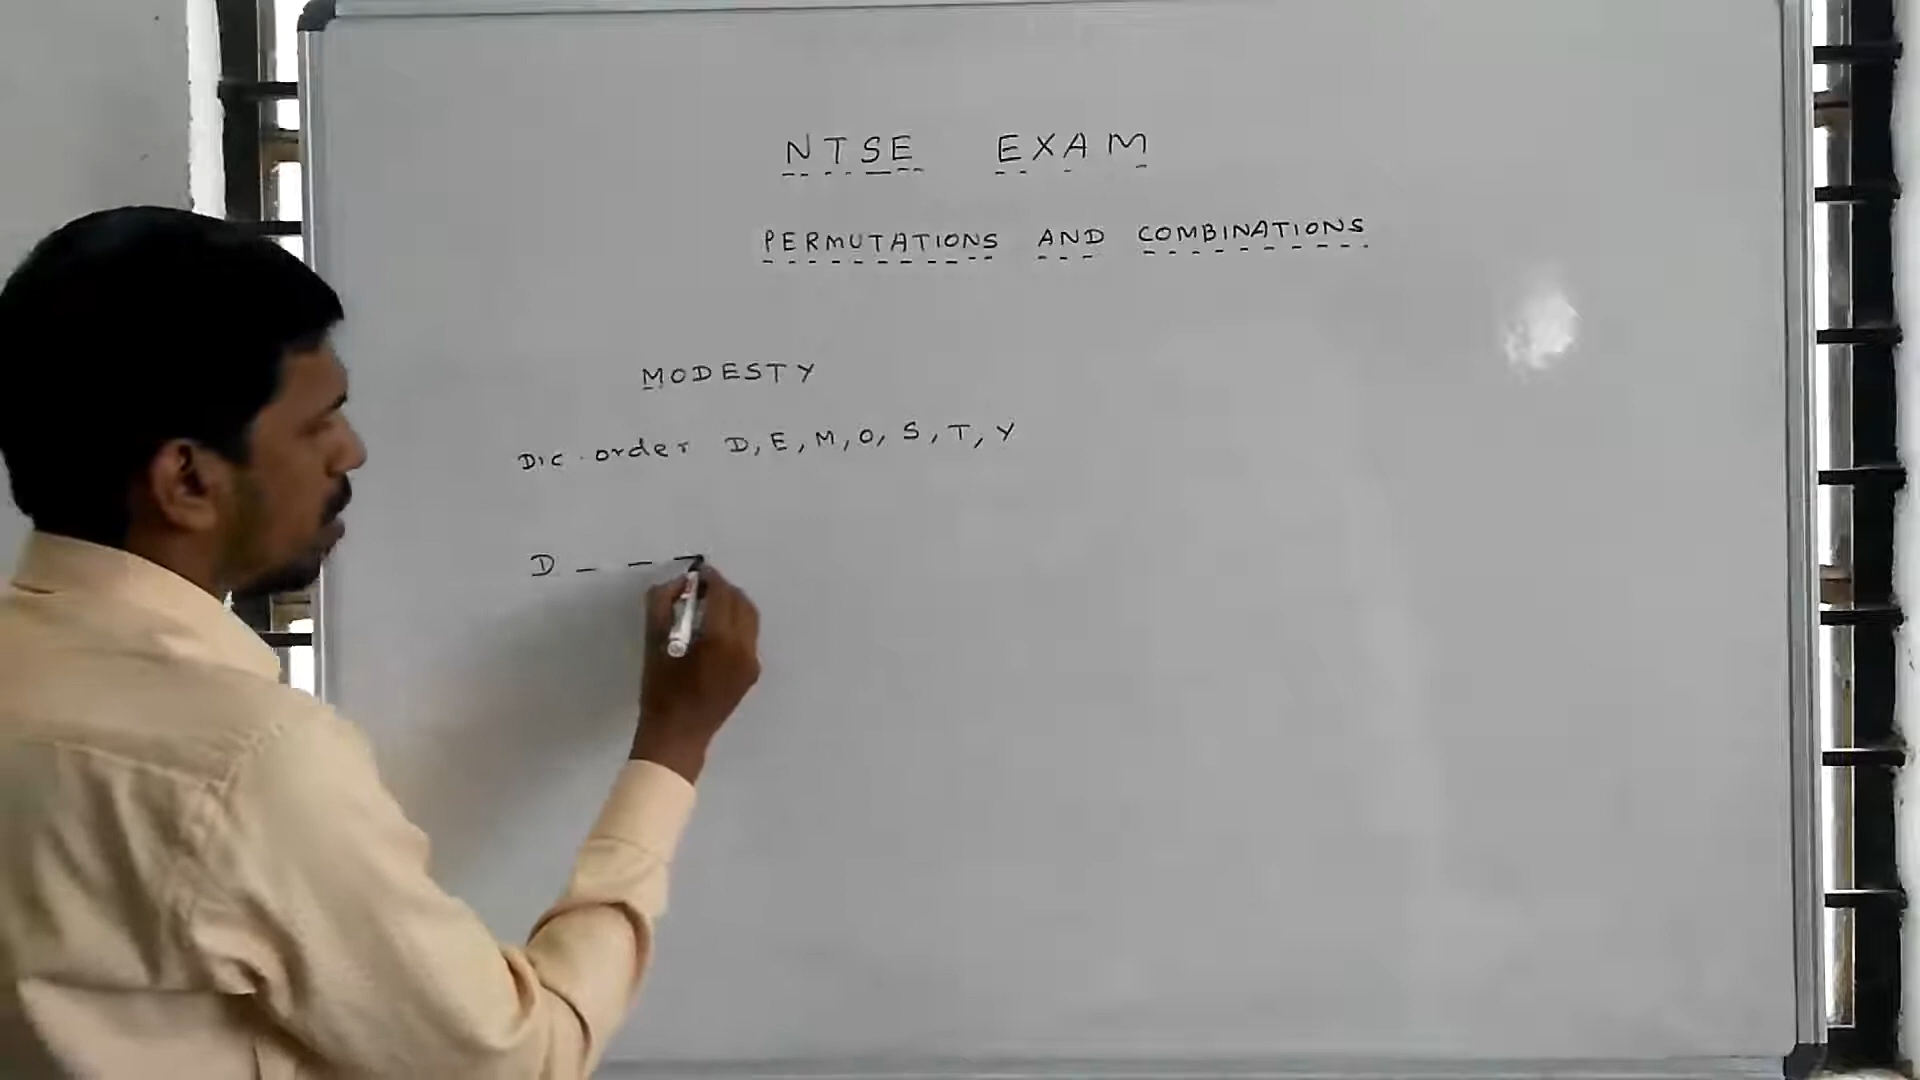 NTSE EXAM
PERMUTATIONS AND COMBINATIONS
MODESTY
Dic. order D, E, M, O, S, T, Y
D _ _ _